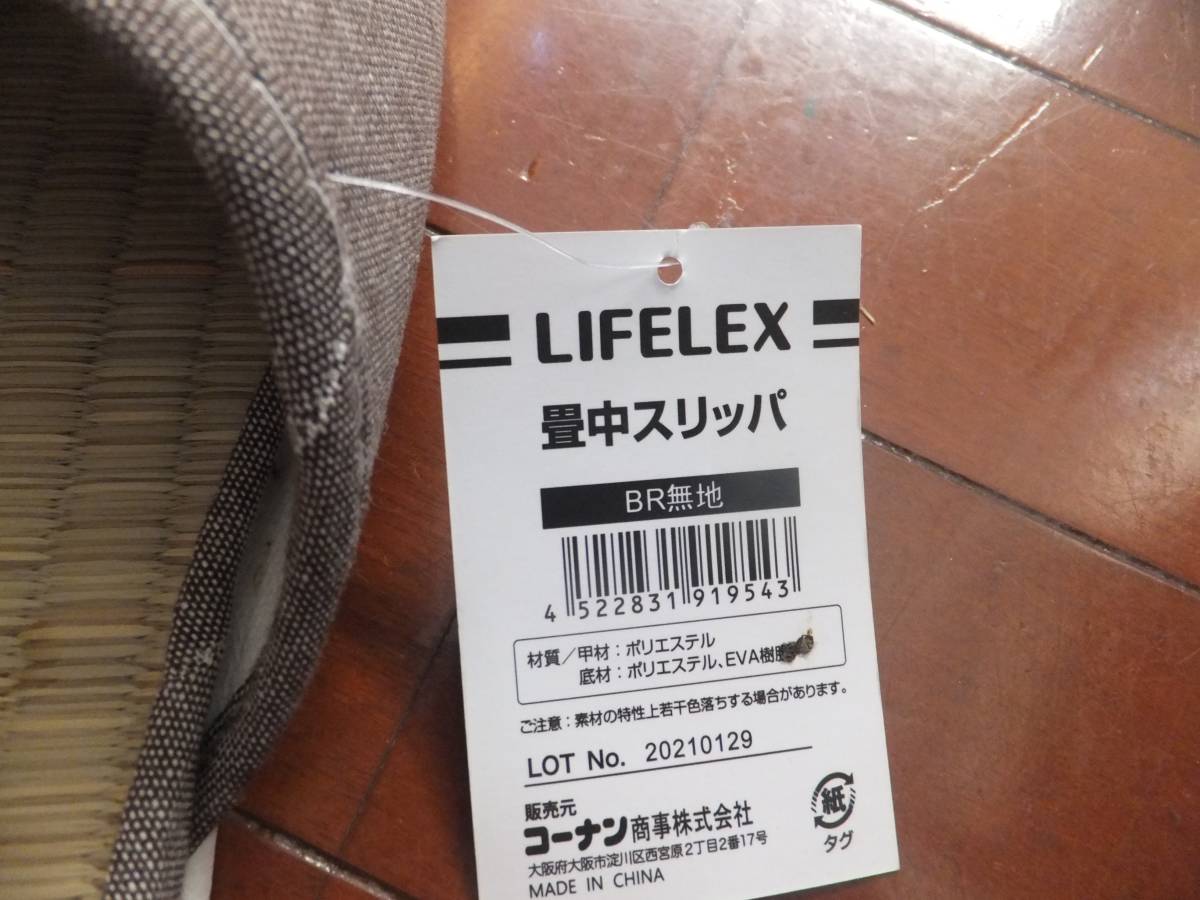 LIFELEX
畳中スリッパ
BR無地
4 522831 919543
材質／甲材：ポリエステル
底材：ポリエステル、EVA樹脂
ご注意：素材の特性上若干色落ちする場合があります。
LOT No. 20210129
販売元
コーナン商事株式会社
大阪府大阪市淀川区西宮原2丁目2番17号
MADE IN CHINA
紙
タグ